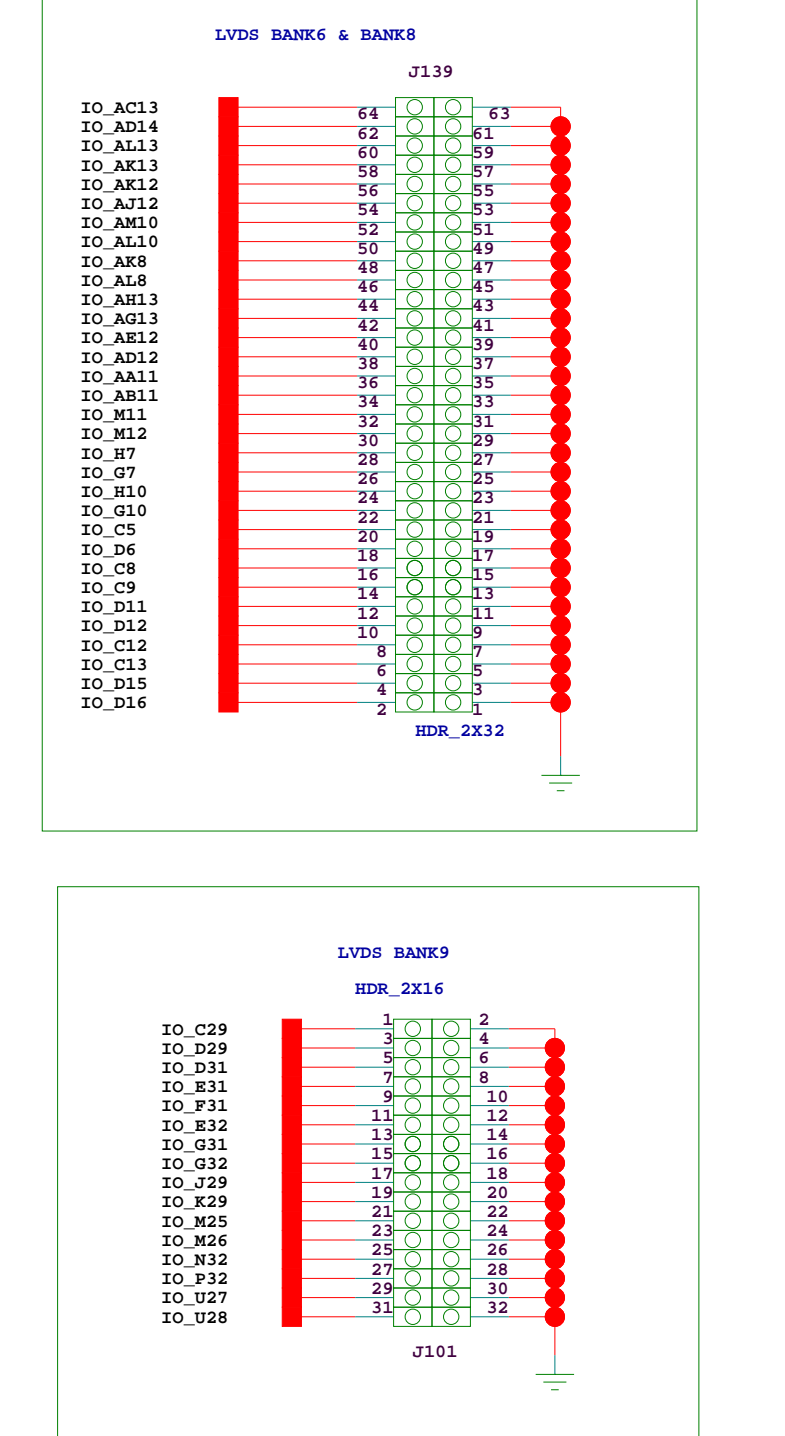 LVDS BANK6 & BANK8
J139
IO_AC13 64 63
IO_AD14 62 61
IO_AL13 60 59
IO_AK13 58 57
IO_AK12 56 55
IO_AJ12 54 53
IO_AM10 52 51
IO_AL10 50 49
IO_AK8 48 47
IO_AL8 46 45
IO_AH13 44 43
IO_AG13 42 41
IO_AE12 40 39
IO_AD12 38 37
IO_AA11 36 35
IO_AB11 34 33
IO_M11 32 31
IO_M12 30 29
IO_H7 28 27
IO_G7 26 25
IO_H10 24 23
IO_G10 22 21
IO_C5 20 19
IO_D6 18 17
IO_C8 16 15
IO_C9 14 13
IO_D11 12 11
IO_D12 10 9
IO_C12 8 7
IO_C13 6 5
IO_D15 4 3
IO_D16 2 1
HDR_2X32
LVDS BANK9
HDR_2X16
IO_C29 1 2
IO_D29 3 4
IO_D31 5 6
IO_E31 7 8
IO_F31 9 10
IO_E32 11 12
IO_G31 13 14
IO_G32 15 16
IO_J29 17 18
IO_K29 19 20
IO_M25 21 22
IO_M26 23 24
IO_N32 25 26
IO_P32 27 28
IO_U27 29 30
IO_U28 31 32
J101